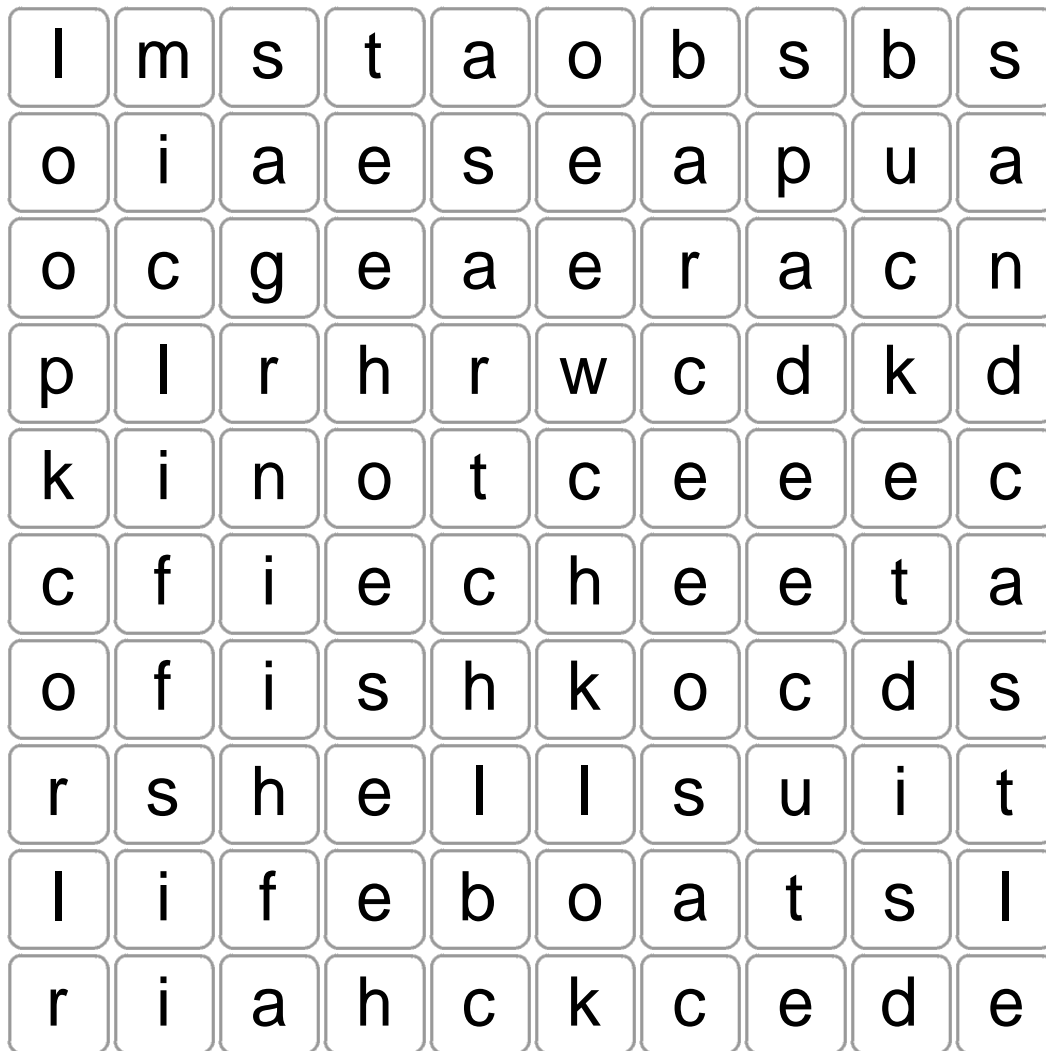 l m s t a o b s b s
o i a e s e a p u a
o c g e a e r a c n
p l r h r w c d k d
k i n o t c e e e c
c f i e c h e e t a
o f i s h k o c d s
r s h e l l s u i t
l i f e b o a t s l
r i a h c k c e d e